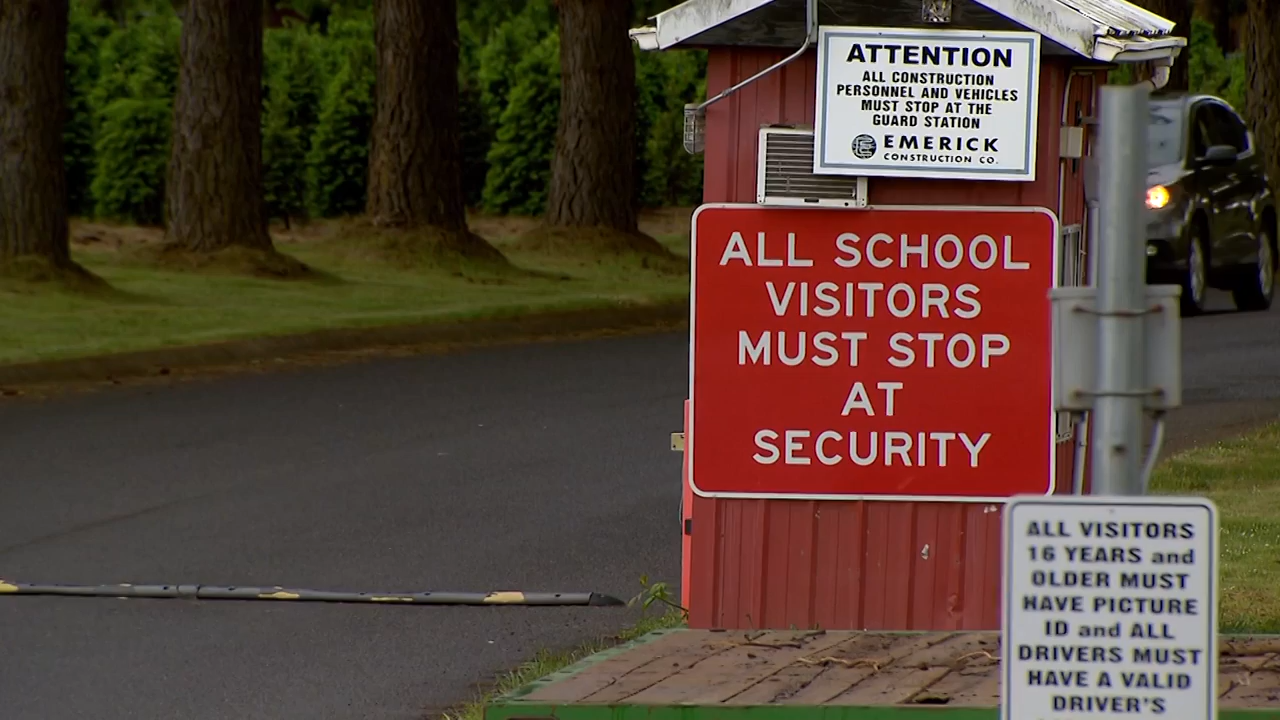 ATTENTION
ALL CONSTRUCTION
PERSONNEL AND VEHICLES
MUST STOP AT THE
GUARD STATION
EMERICK
CONSTRUCTION CO.
ALL SCHOOL
VISITORS
MUST STOP
AT
SECURITY
ALL VISITORS
16 YEARS and
OLDER MUST
HAVE PICTURE
ID and ALL
DRIVERS MUST
HAVE A VALID
DRIVER'S